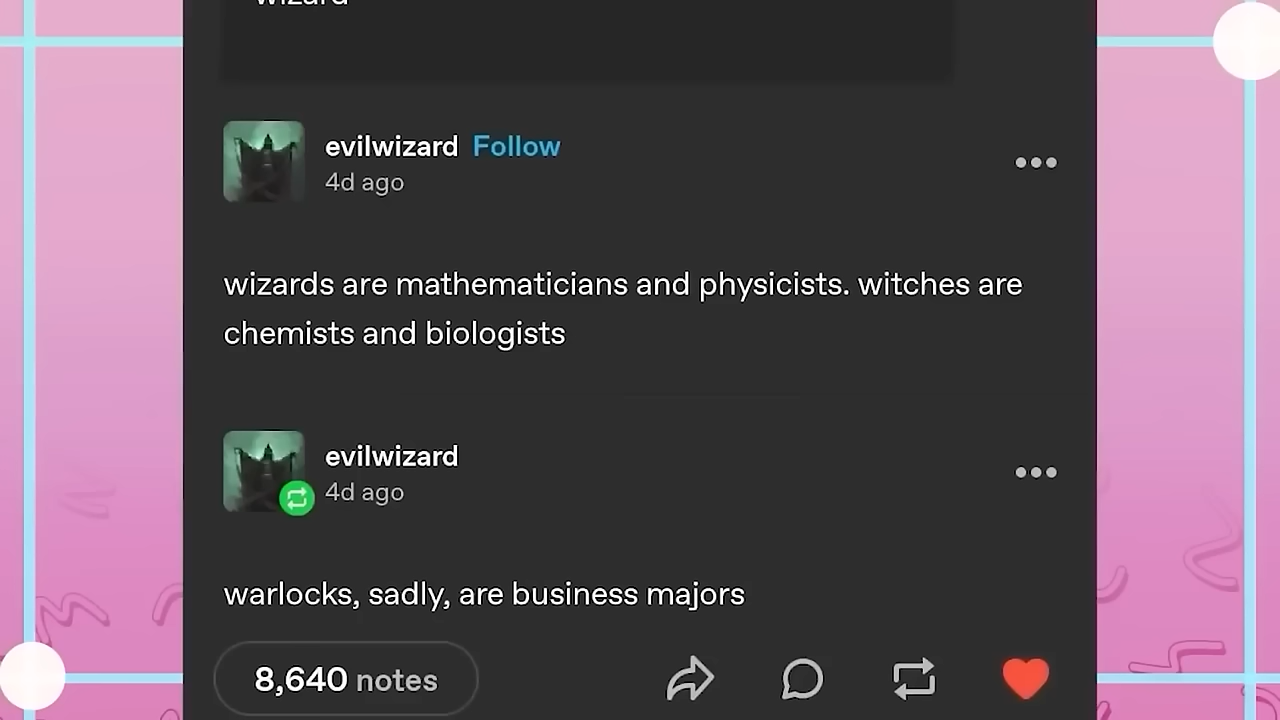 wizard
evilwizard Follow
4d ago
wizards are mathematicians and physicists. witches are
chemists and biologists
evilwizard
4d ago
warlocks, sadly, are business majors
8,640 notes